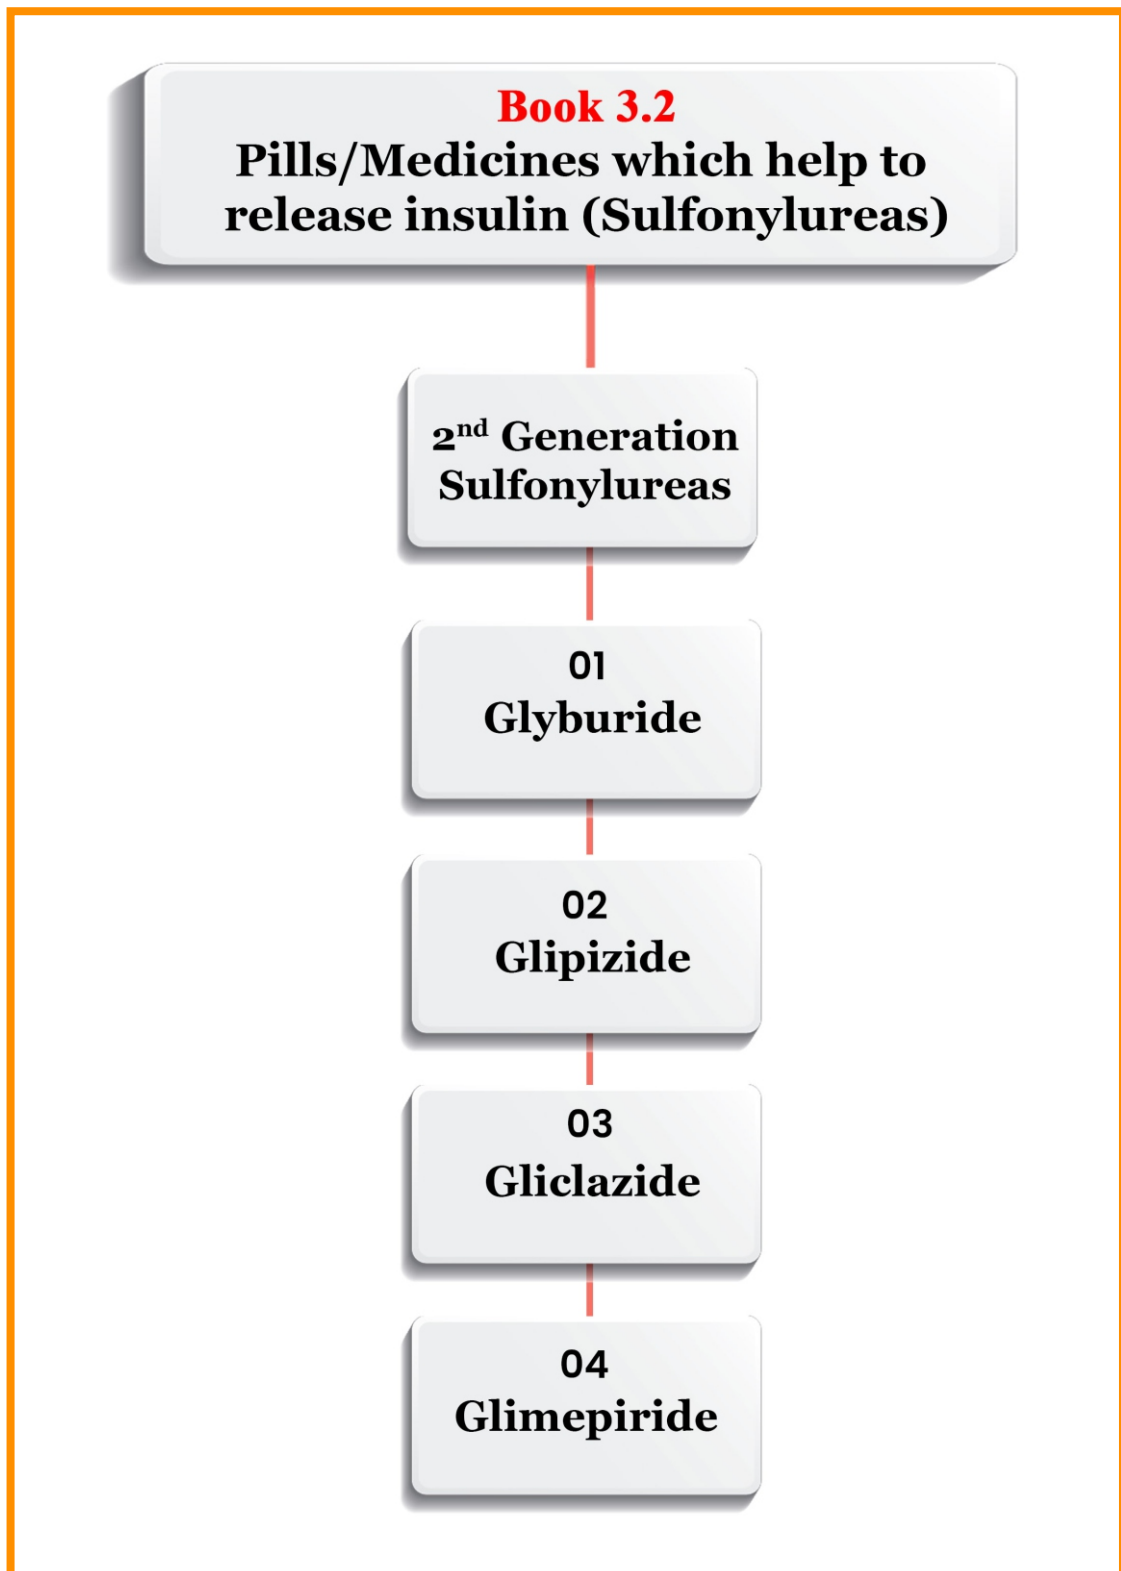 Book 3.2
Pills/Medicines which help to
release insulin (Sulfonylureas)
2nd Generation
Sulfonylureas
01
Glyburide
02
Glipizide
03
Gliclazide
04
Glimepiride